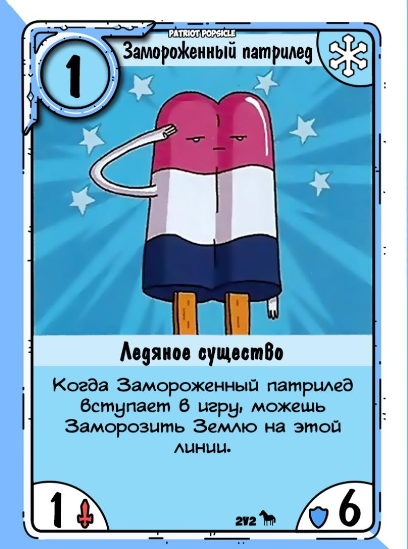 PATRIOT POPSICLE
Замороженный патрилед
1
Ледяное существо
Когда Замороженный патрилед
вступает в игру, можешь
Заморозить Землю на этой
линии.
1
2V2
6